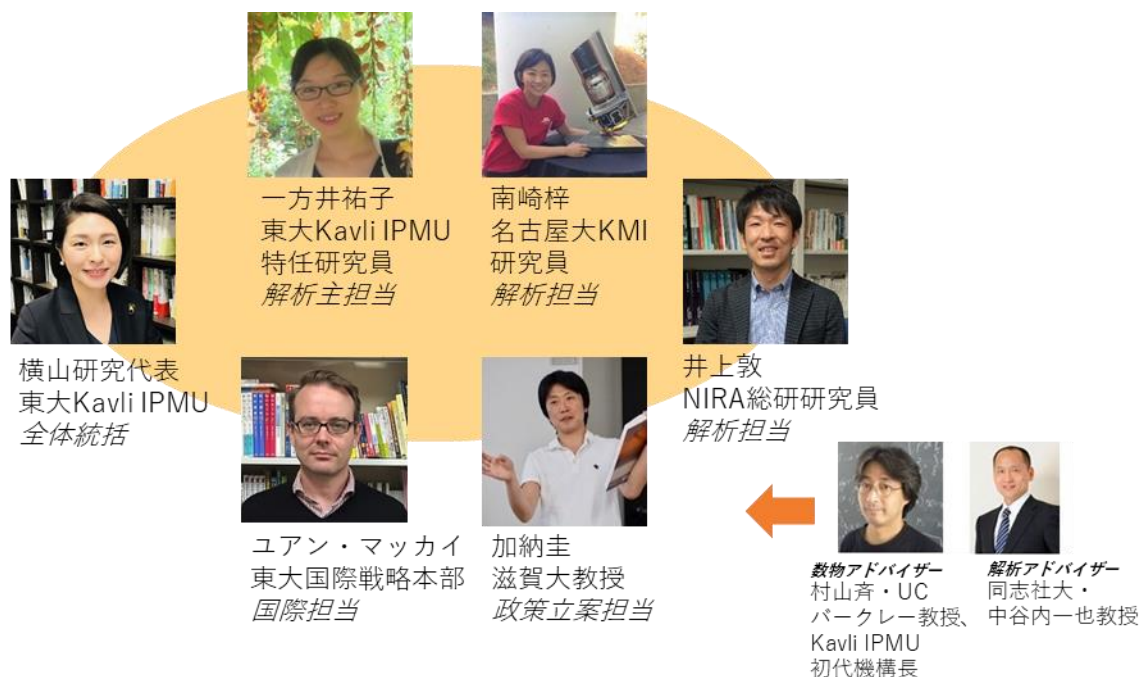 一方井祐子
東大Kavli IPMU
特任研究員
解析主担当
南崎梓
名古屋大KMI
研究員
解析担当
横山研究代表
東大Kavli IPMU
全体統括
井上敦
NIRA総研研究員
解析担当
ユアン・マッカイ
東大国際戦略本部
国際担当
加納圭
滋賀大教授
政策立案担当
数物アドバイザー
村山斉・UC
バークレー教授、
Kavli IPMU
初代機構長
解析アドバイザー
同志社大・
中谷内一也教授